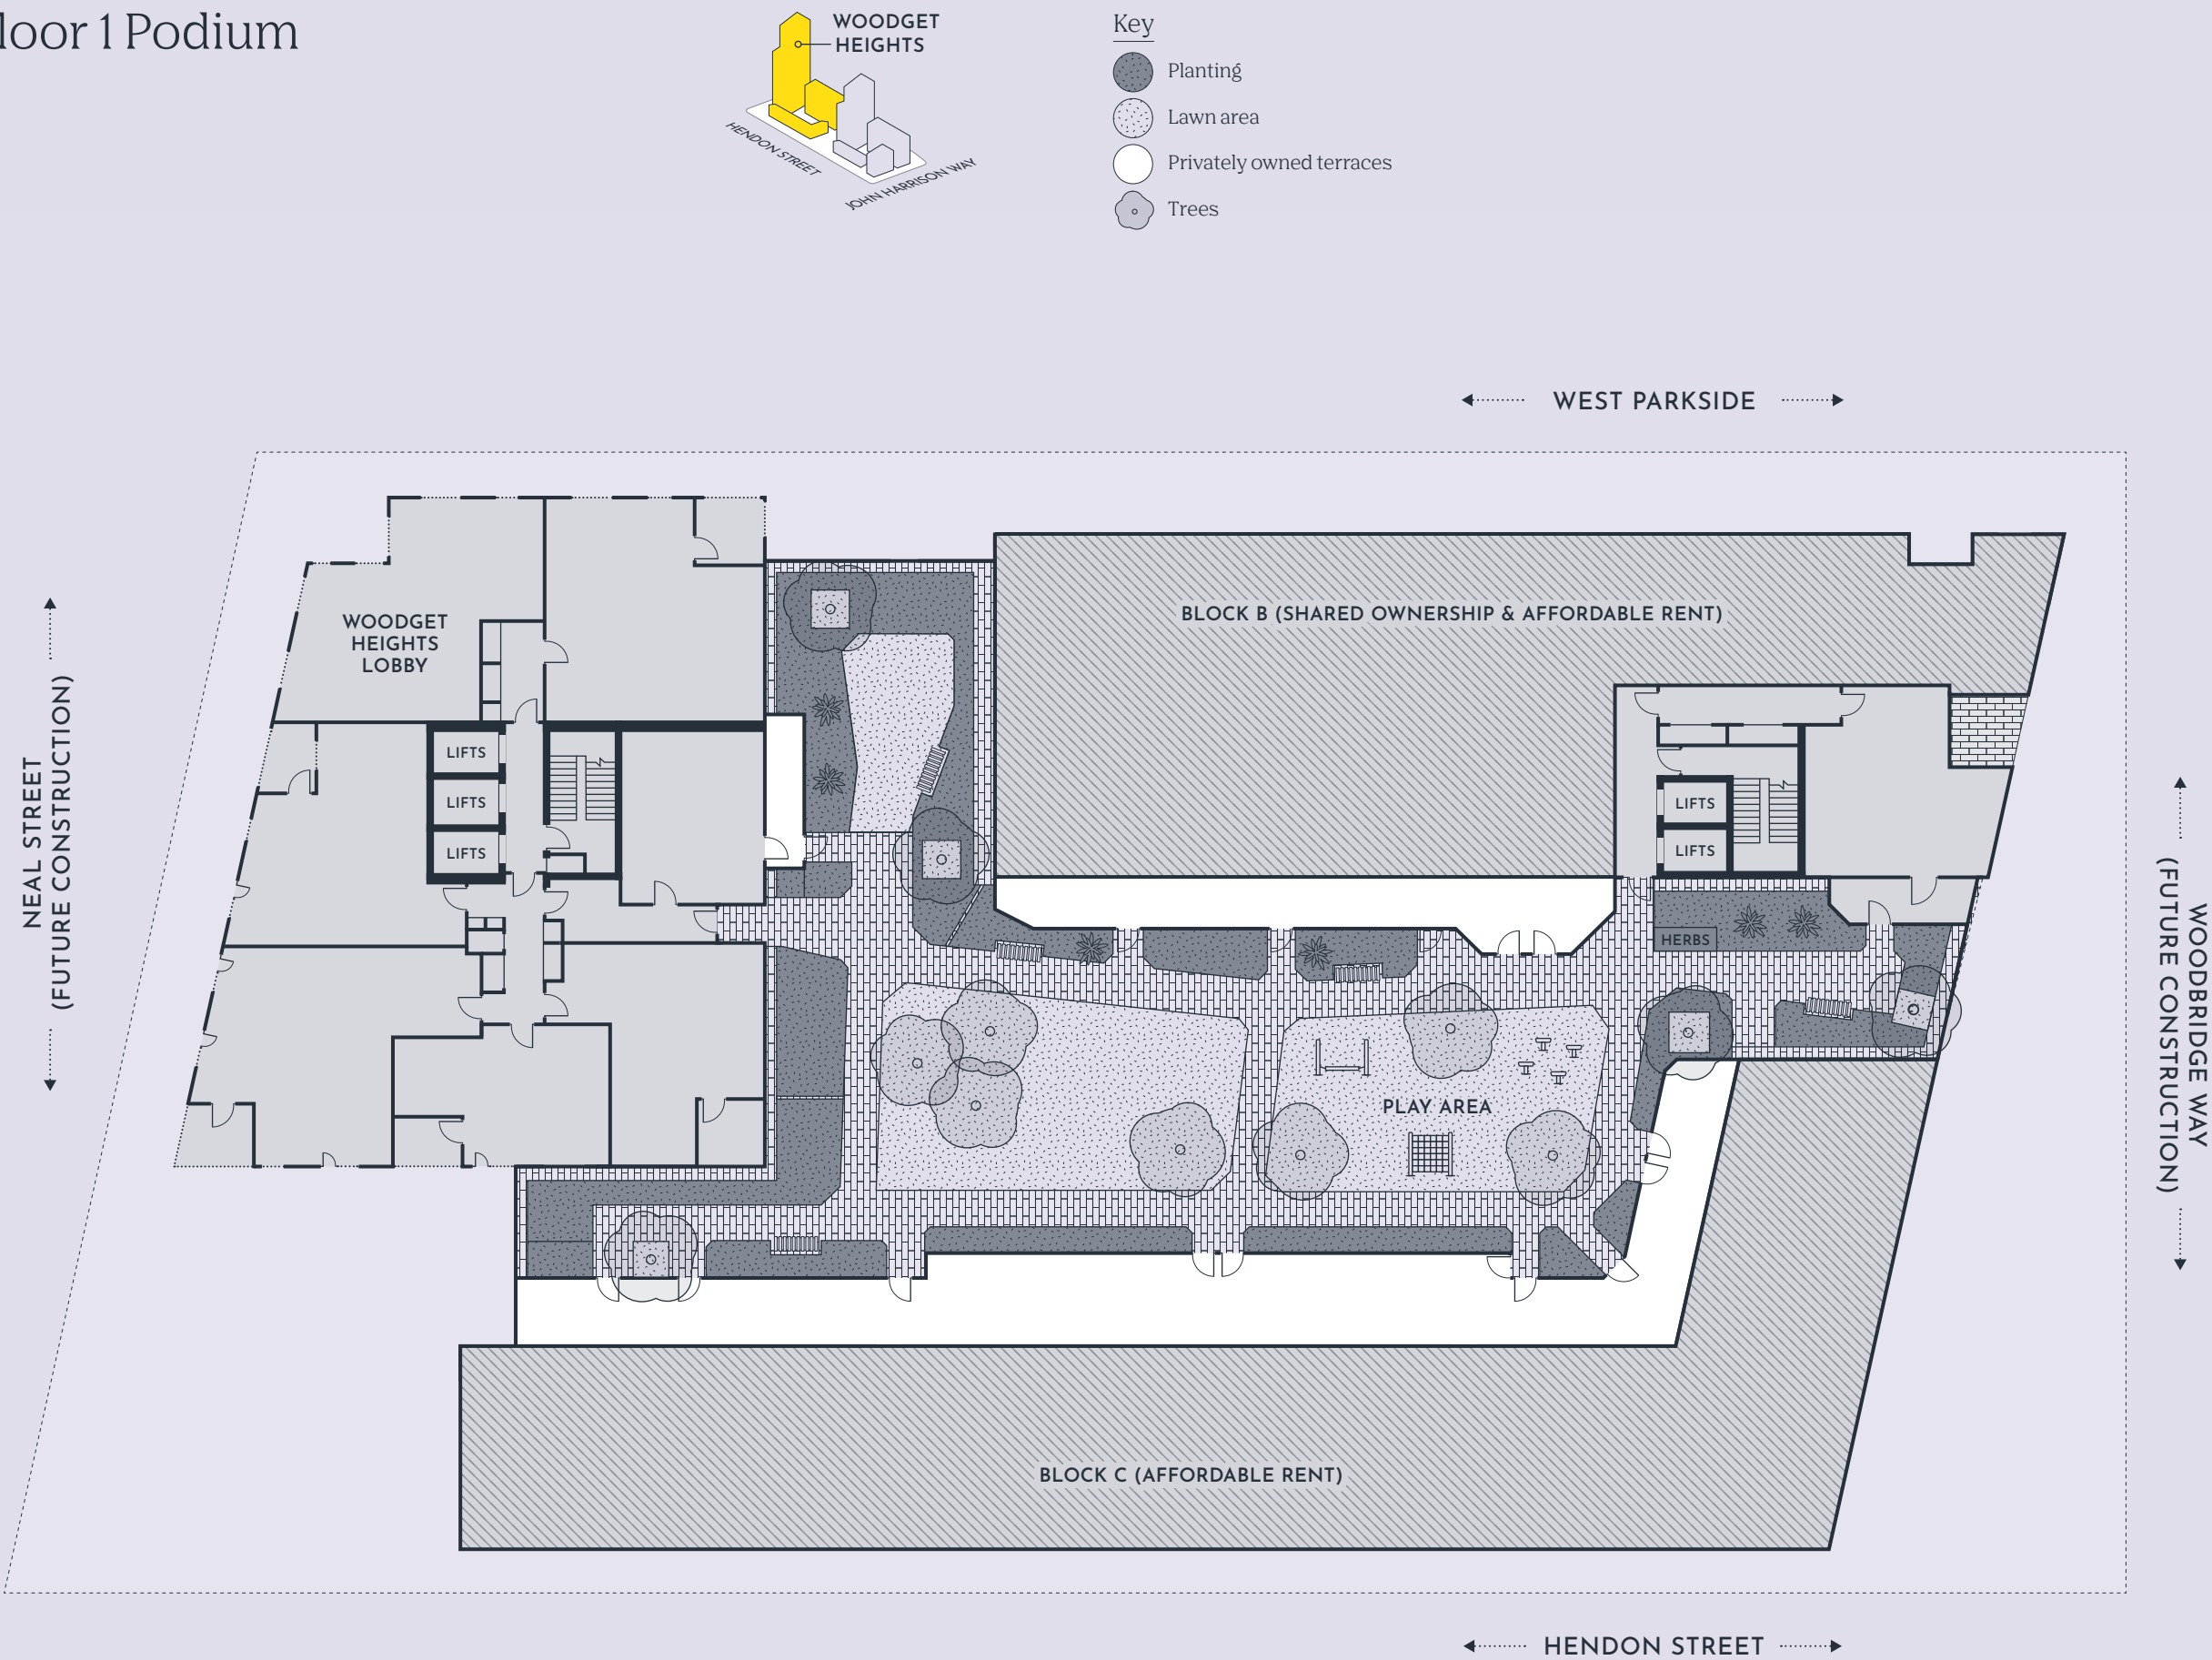 loor 1 Podium
WOODGET
HEIGHTS
HENDON STREET
JOHN HARRISON WAY
Key
Planting
Lawn area
Privately owned terraces
Trees
WEST PARKSIDE
NEAL STREET
(FUTURE CONSTRUCTION)
WOODGET
HEIGHTS
LOBBY
BLOCK B (SHARED OWNERSHIP & AFFORDABLE RENT)
LIFTS
LIFTS
LIFTS
LIFTS
LIFTS
HERBS
PLAY AREA
WOODBRIDGE WAY
(FUTURE CONSTRUCTION)
BLOCK C (AFFORDABLE RENT)
HENDON STREET